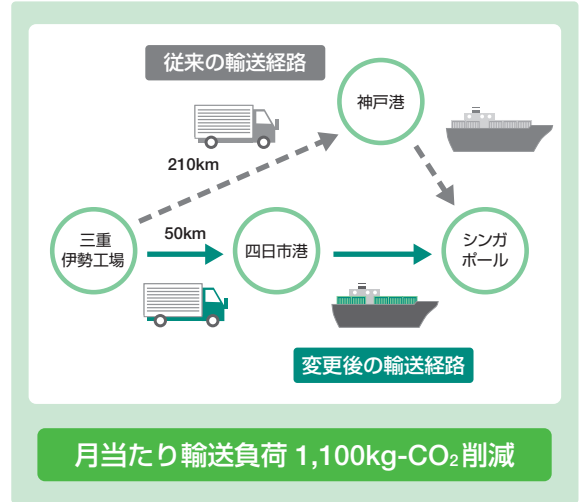 従来の輸送経路
神戸港
210km
三重
伊勢工場
50km
四日市港
シンガ
ポール
変更後の輸送経路
月当たり輸送負荷 1,100kg-CO₂削減